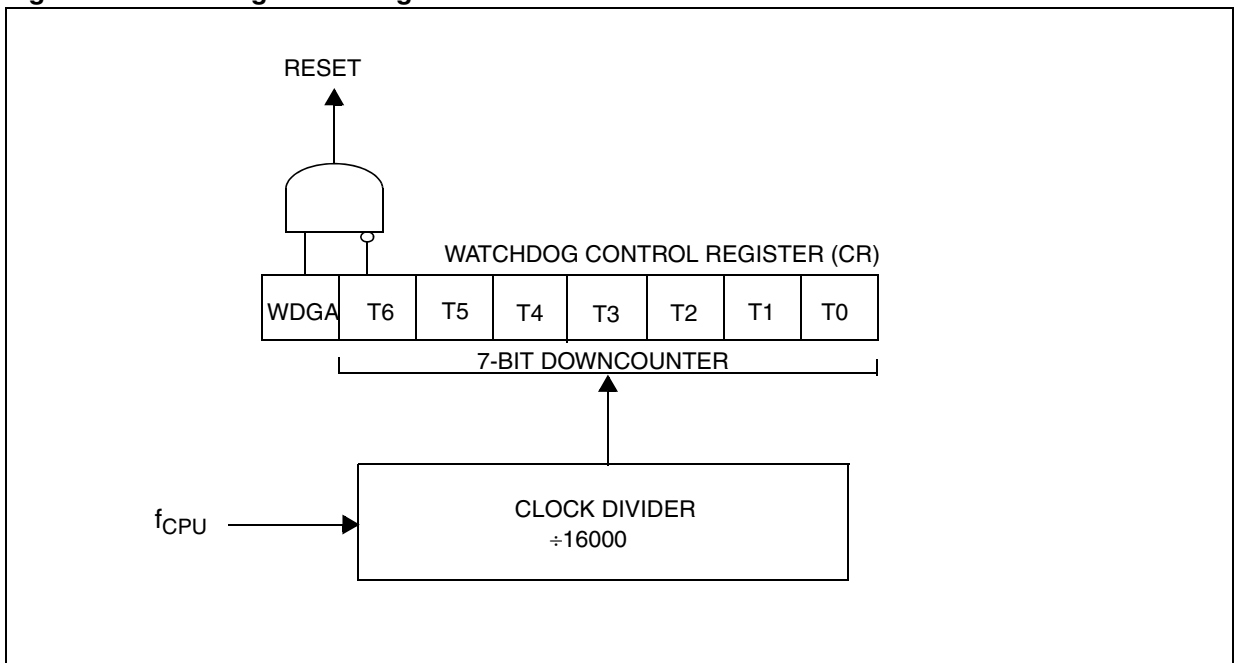 RESET
WATCHDOG CONTROL REGISTER (CR)
WDGA T6 T5 T4 T3 T2 T1 T0
7-BIT DOWNCOUNTER
fCPU
CLOCK DIVIDER
÷16000